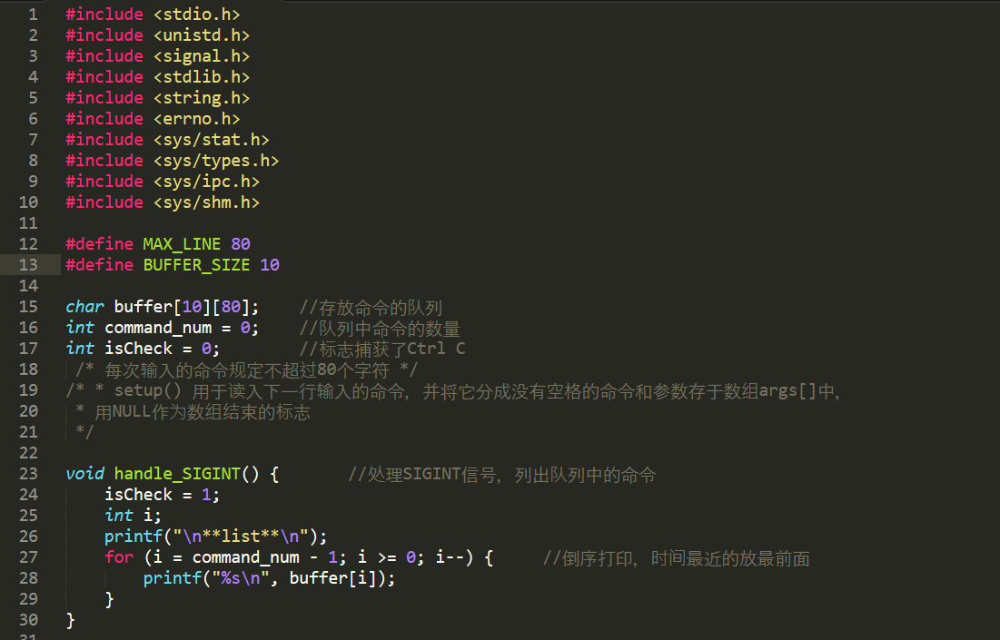 1 #include <stdio.h>
2 #include <unistd.h>
3 #include <signal.h>
4 #include <stdlib.h>
5 #include <string.h>
6 #include <errno.h>
7 #include <sys/stat.h>
8 #include <sys/types.h>
9 #include <sys/ipc.h>
10 #include <sys/shm.h>
11
12 #define MAX_LINE 80
13 #define BUFFER_SIZE 10
14
15 char buffer[10][80];    //存放命令的队列
16 int command_num = 0;    //队列中命令的数量
17 int isCheck = 0;        //标志捕获了Ctrl C
18  /* 每次输入的命令规定不超过80个字符 */
19 /* * setup() 用于读入下一行输入的命令，并将它分成没有空格的命令和参数存于数组args[]中，
20  * 用NULL作为数组结束的标志
21  */
22
23 void handle_SIGINT() {       //处理SIGINT信号，列出队列中的命令
24     isCheck = 1;
25     int i;
26     printf("\n**list**\n");
27     for (i = command_num - 1; i >= 0; i--) {     //倒序打印，时间最近的放最前面
28         printf("%s\n", buffer[i]);
29     }
30 }
31